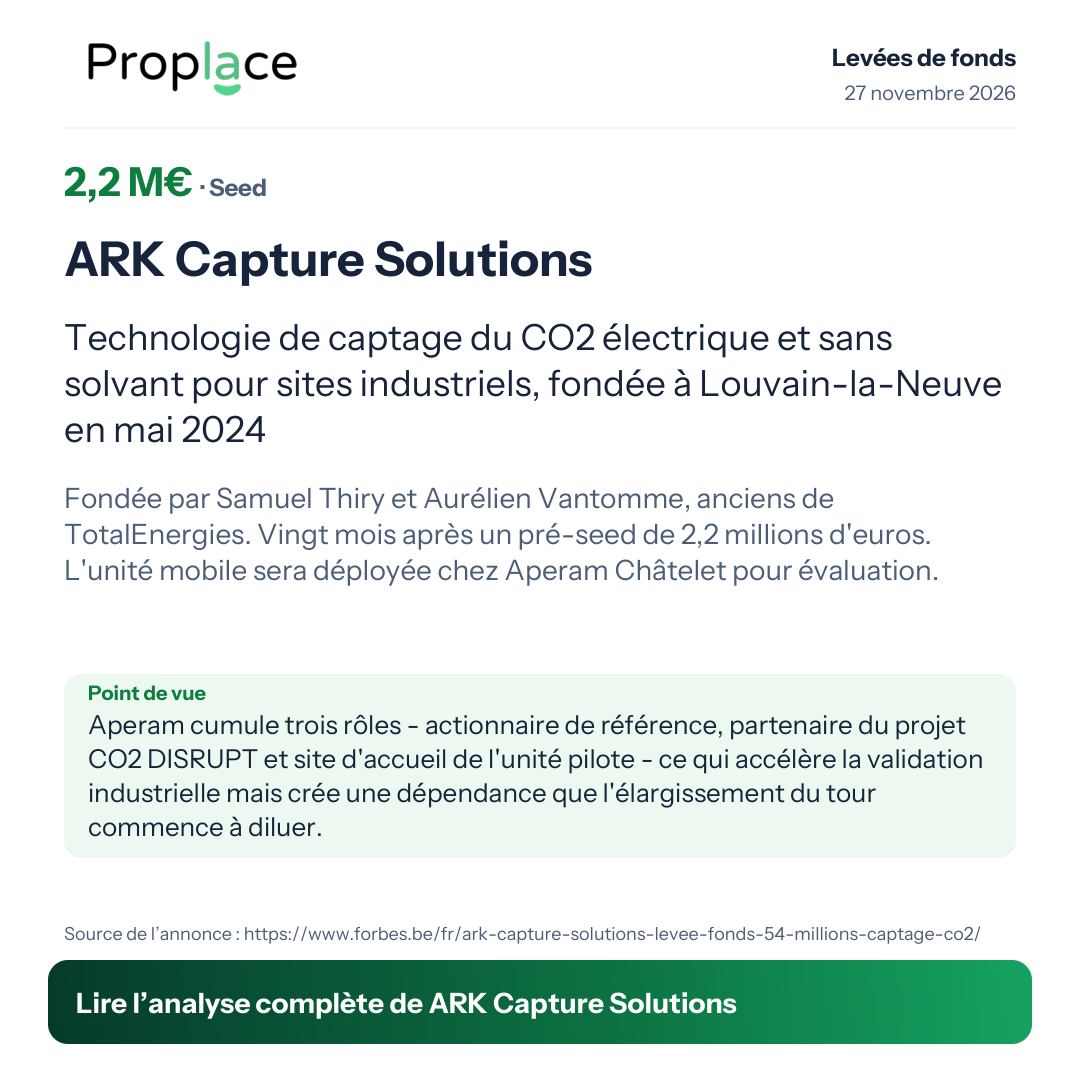 Proplace
Levées de fonds
27 novembre 2026
2,2 M€ · Seed
ARK Capture Solutions
Technologie de captage du CO2 électrique et sans
solvant pour sites industriels, fondée à Louvain-la-Neuve
en mai 2024
Fondée par Samuel Thiry et Aurélien Vantomme, anciens de
TotalEnergies. Vingt mois après un pré-seed de 2,2 millions d'euros.
L'unité mobile sera déployée chez Aperam Châtelet pour évaluation.
Point de vue
Aperam cumule trois rôles - actionnaire de référence, partenaire du projet
CO2 DISRUPT et site d'accueil de l'unité pilote - ce qui accélère la validation
industrielle mais crée une dépendance que l'élargissement du tour
commence à diluer.
Source de l’annonce : https://www.forbes.be/fr/ark-capture-solutions-levee-fonds-54-millions-captage-co2/
Lire l’analyse complète de ARK Capture Solutions